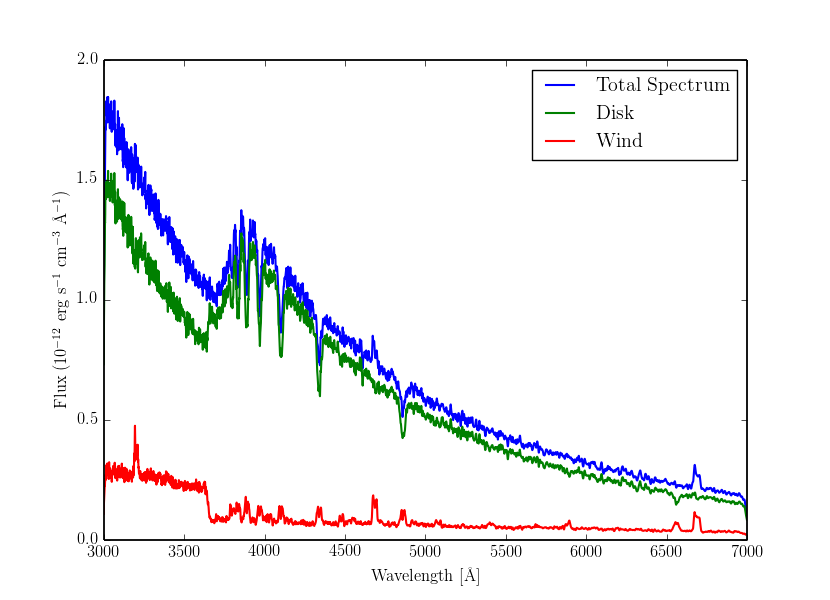 2.0
1.5
1.0
0.5
0.0
Flux (10⁻¹² erg s⁻¹ cm⁻³ Å⁻¹)
Total Spectrum
Disk
Wind
3000 3500 4000 4500 5000 5500 6000 6500 7000
Wavelength [Å]